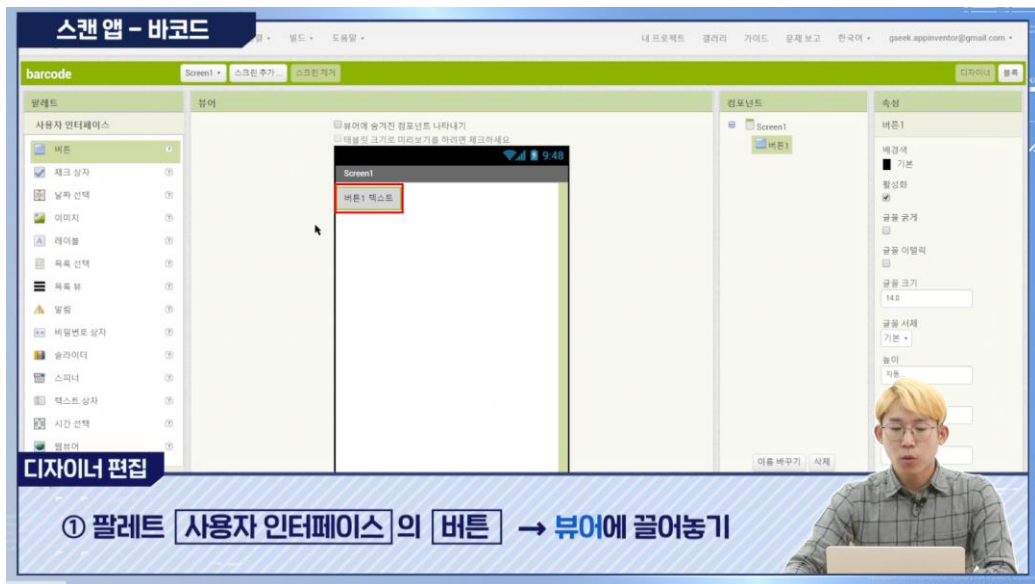 스캔 앱 - 바코드
빌드
도움말
내 프로젝트
갤러리
가이드
문제 보고
한국어
gseek.appinventor@gmail.com
barcode
Screen1
스크린 추가...
스크린 제거
디자이너
블록
팔레트
뷰어
컴포넌트
속성
사용자 인터페이스
버튼
체크 상자
날짜 선택
이미지
레이블
목록 선택
목록 뷰
알림
비밀번호 상자
슬라이더
스피너
텍스트 상자
시간 선택
웹뷰어
뷰어에 숨겨진 컴포넌트 나타내기
태블릿 크기로 미리보기를 하려면 체크하세요
9:48
Screen1
버튼1 텍스트
Screen1
버튼1
이름 바꾸기
삭제
버튼1
배경색
기본
활성화
글꼴 굵게
글꼴 이탤릭
글꼴 크기
14.0
글꼴 서체
기본
높이
자동...
디자이너 편집
① 팔레트 사용자 인터페이스 의 버튼 → 뷰어에 끌어놓기